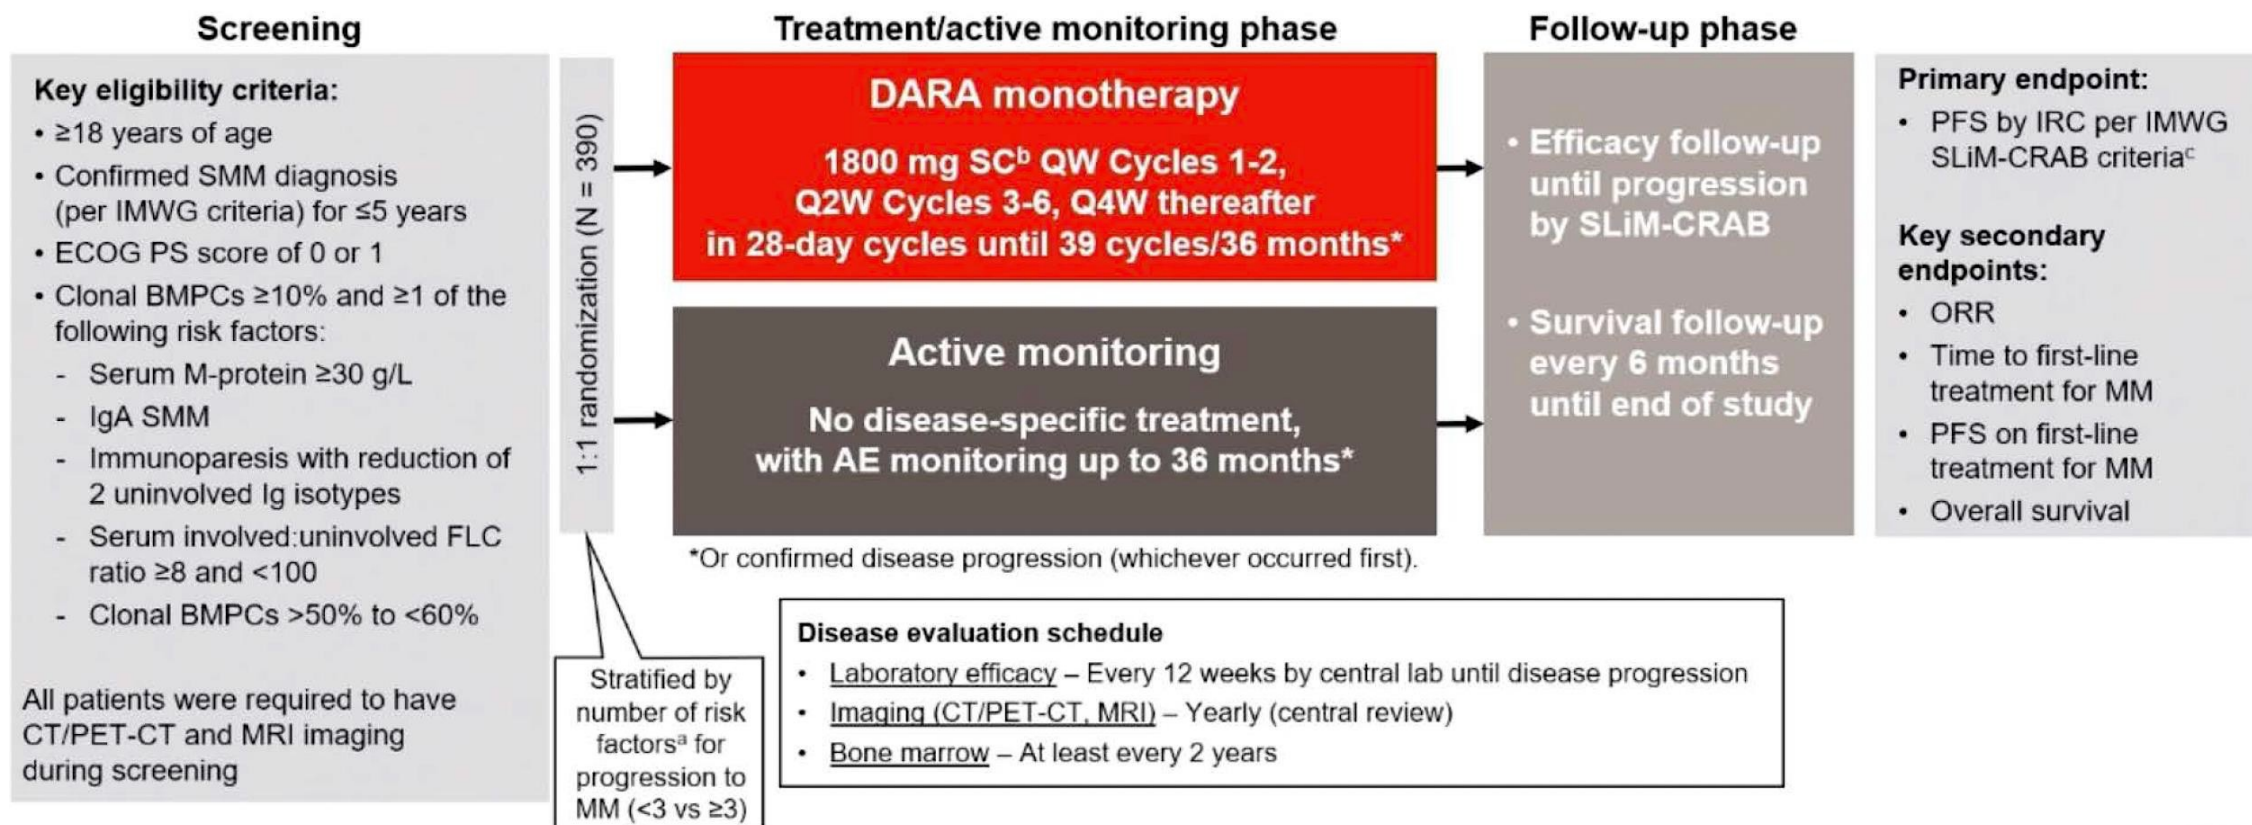 Screening
Key eligibility criteria:
• ≥18 years of age
• Confirmed SMM diagnosis
(per IMWG criteria) for ≤5 years
• ECOG PS score of 0 or 1
• Clonal BMPCs ≥10% and ≥1 of the
following risk factors:
- Serum M-protein ≥30 g/L
- IgA SMM
- Immunoparesis with reduction of
2 uninvolved Ig isotypes
- Serum involved:uninvolved FLC
ratio ≥8 and <100
- Clonal BMPCs >50% to <60%
All patients were required to have
CT/PET-CT and MRI imaging
during screening
1:1 randomization (N = 390)
Stratified by
number of risk
factorsᵃ for
progression to
MM (<3 vs ≥3)
Treatment/active monitoring phase
DARA monotherapy
1800 mg SCᵇ QW Cycles 1-2,
Q2W Cycles 3-6, Q4W thereafter
in 28-day cycles until 39 cycles/36 months*
Active monitoring
No disease-specific treatment,
with AE monitoring up to 36 months*
*Or confirmed disease progression (whichever occurred first).
Disease evaluation schedule
• Laboratory efficacy – Every 12 weeks by central lab until disease progression
• Imaging (CT/PET-CT, MRI) – Yearly (central review)
• Bone marrow – At least every 2 years
Follow-up phase
• Efficacy follow-up
until progression
by SLiM-CRAB
• Survival follow-up
every 6 months
until end of study
Primary endpoint:
• PFS by IRC per IMWG
SLiM-CRAB criteriaᶜ
Key secondary
endpoints:
• ORR
• Time to first-line
treatment for MM
• PFS on first-line
treatment for MM
• Overall survival